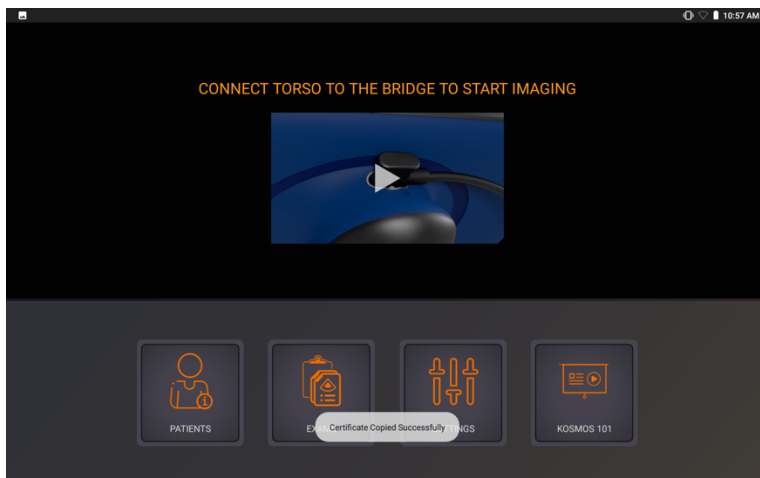 10:57 AM
CONNECT TORSO TO THE BRIDGE TO START IMAGING
PATIENTS
Certificate Copied Successfully
KOSMOS 101